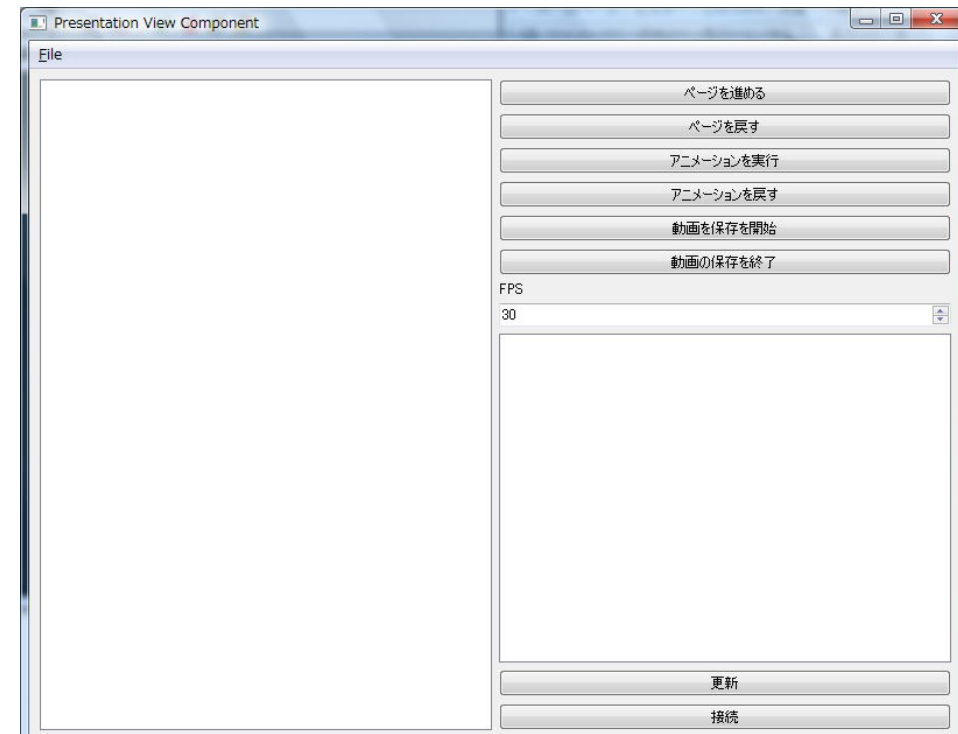 Presentation View Component
File
ページを進める
ページを戻す
アニメーションを実行
アニメーションを戻す
動画を保存を開始
動画の保存を終了
FPS
30
更新
接続